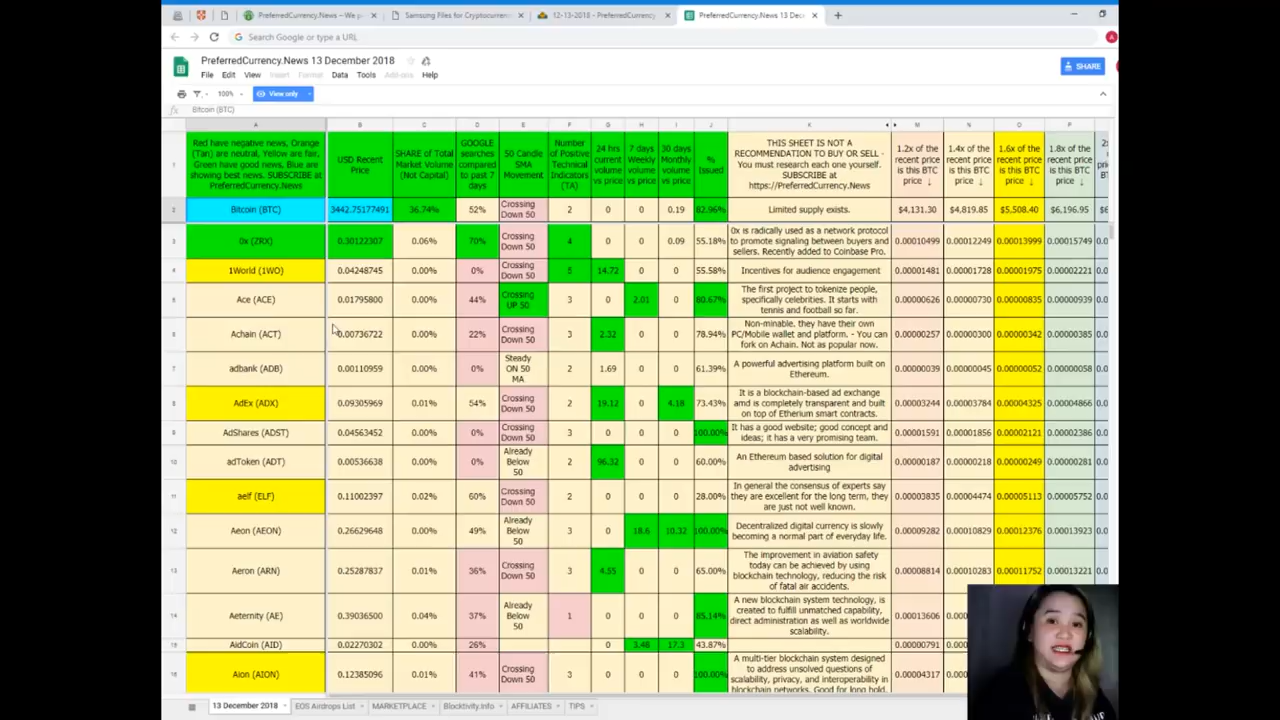 PreferredCurrency.News – We p
Samsung Files for Cryptocurrenc
12-13-2018 - PreferredCurrency
PreferredCurrency.News 13 Dec
Search Google or type a URL
PreferredCurrency.News 13 December 2018
File Edit View Insert Format Data Tools Add-ons Help
SHARE
100%
View only
fx
Bitcoin (BTC)
A B C D E F G H I J K M N O P
1
Red have negative news, Orange
(Tan) are neutral, Yellow are fair,
Green have good news, Blue are
showing best news. SUBSCRIBE at
PreferredCurrency.News
USD Recent
Price
SHARE of Total
Market Volume
(Not Capital)
GOOGLE
searches
compared
to past 7
days
50 Candle
SMA
Movement
Number
of Positive
Technical
Indicators
(TA)
24 hrs
current
volume
vs price
7 days
Weekly
volume
vs price
30 days
Monthly
volume
vs price
%
Issued
THIS SHEET IS NOT A
RECOMMENDATION TO BUY OR SELL -
You must research each one yourself.
SUBSCRIBE at
https://PreferredCurrency.News
1.2x of the
recent price
is this BTC
price ↓
1.4x of the
recent price
is this BTC
price ↓
1.6x of the
recent price
is this BTC
price ↓
1.8x of the
recent price
is this BTC
price ↓
2 Bitcoin (BTC) 3442.75177491 36.74% 52% Crossing Down 50 2 0 0 0.19 82.96% Limited supply exists. $4,131.30 $4,819.85 $5,508.40 $6,196.95
3 0x (ZRX) 0.30122307 0.06% 70% Crossing Down 50 4 0 0 0.09 55.18% 0x is radically used as a network protocol to promote signaling between buyers and sellers. Recently added to Coinbase Pro. 0.00010499 0.00012249 0.00013999 0.00015749
4 1World (1WO) 0.04248745 0.00% 0% Crossing Down 50 5 14.72 0 0 55.58% Incentives for audience engagement 0.00001481 0.00001728 0.00001975 0.00002221
Ace (ACE) 0.01795800 0.00% 44% Crossing UP 50 3 0 2.01 0 80.67% The first project to tokenize people, specifically celebrities. It starts with tennis and football so far. 0.00000626 0.00000730 0.00000835 0.00000939
Achain (ACT) 0.00736722 0.00% 22% Crossing Down 50 3 2.32 0 0 78.94% Non-minable, they have their own PC/Mobile wallet and platform. - You can fork on Achain. Not as popular now. 0.00000257 0.00000300 0.00000342 0.00000385
7 adbank (ADB) 0.00110959 0.00% 0% Steady ON 50 MA 2 1.69 0 0 61.39% A powerful advertising platform built on Ethereum. 0.00000039 0.00000045 0.00000052 0.00000058
AdEx (ADX) 0.09305969 0.01% 54% Crossing Down 50 2 19.12 0 4.18 73.43% It is a blockchain-based ad exchange amd is completely transparent and built on top of Etherium smart contracts. 0.00003244 0.00003784 0.00004325 0.00004866
AdShares (ADST) 0.04563452 0.00% 0% Crossing Down 50 3 0 0 0 100.00% It has a good website; good concept and ideas; it has a very promising team. 0.00001591 0.00001856 0.00002121 0.00002386
10 adToken (ADT) 0.00536638 0.00% 0% Already Below 50 2 96.32 0 0 60.00% An Ethereum based solution for digital advertising 0.00000187 0.00000218 0.00000249 0.00000281
11 aelf (ELF) 0.11002397 0.02% 60% Crossing Down 50 2 0 0 0 28.00% In general the consensus of experts say they are excellent for the long term, they are just not well known. 0.00003835 0.00004474 0.00005113 0.00005752
12 Aeon (AEON) 0.26629648 0.00% 49% Already Below 50 3 0 18.6 10.32 100.00% Decentralized digital currency is slowly becoming a normal part of everyday life. 0.00009282 0.00010829 0.00012376 0.00013923
13 Aeron (ARN) 0.25287837 0.01% 36% Crossing Down 50 3 4.55 0 0 65.00% The improvement in aviation safety today can be achieved by using blockchain technology, reducing the risk of fatal air accidents. 0.00008814 0.00010283 0.00011752 0.00013221
14 Aeternity (AE) 0.39036500 0.04% 37% Already Below 50 1 0 0 0 85.14% A new blockchain system technology, is created to fulfill unmatched capability, direct administration as well as worldwide scalability. 0.00013606
15 AidCoin (AID) 0.02270302 0.00% 26% 0 3.48 17.3 43.87% 0.00000791
16 Aion (AION) 0.12385096 0.01% 41% Crossing Down 50 3 0 0 0 100.00% A multi-tier blockchain system designed to address unsolved questions of scalability, privacy, and interoperability in blockchain networks. Good for long hold. 0.00004317
13 December 2018 EOS Airdrops List MARKETPLACE Blocktivity.Info AFFILIATES TIPS